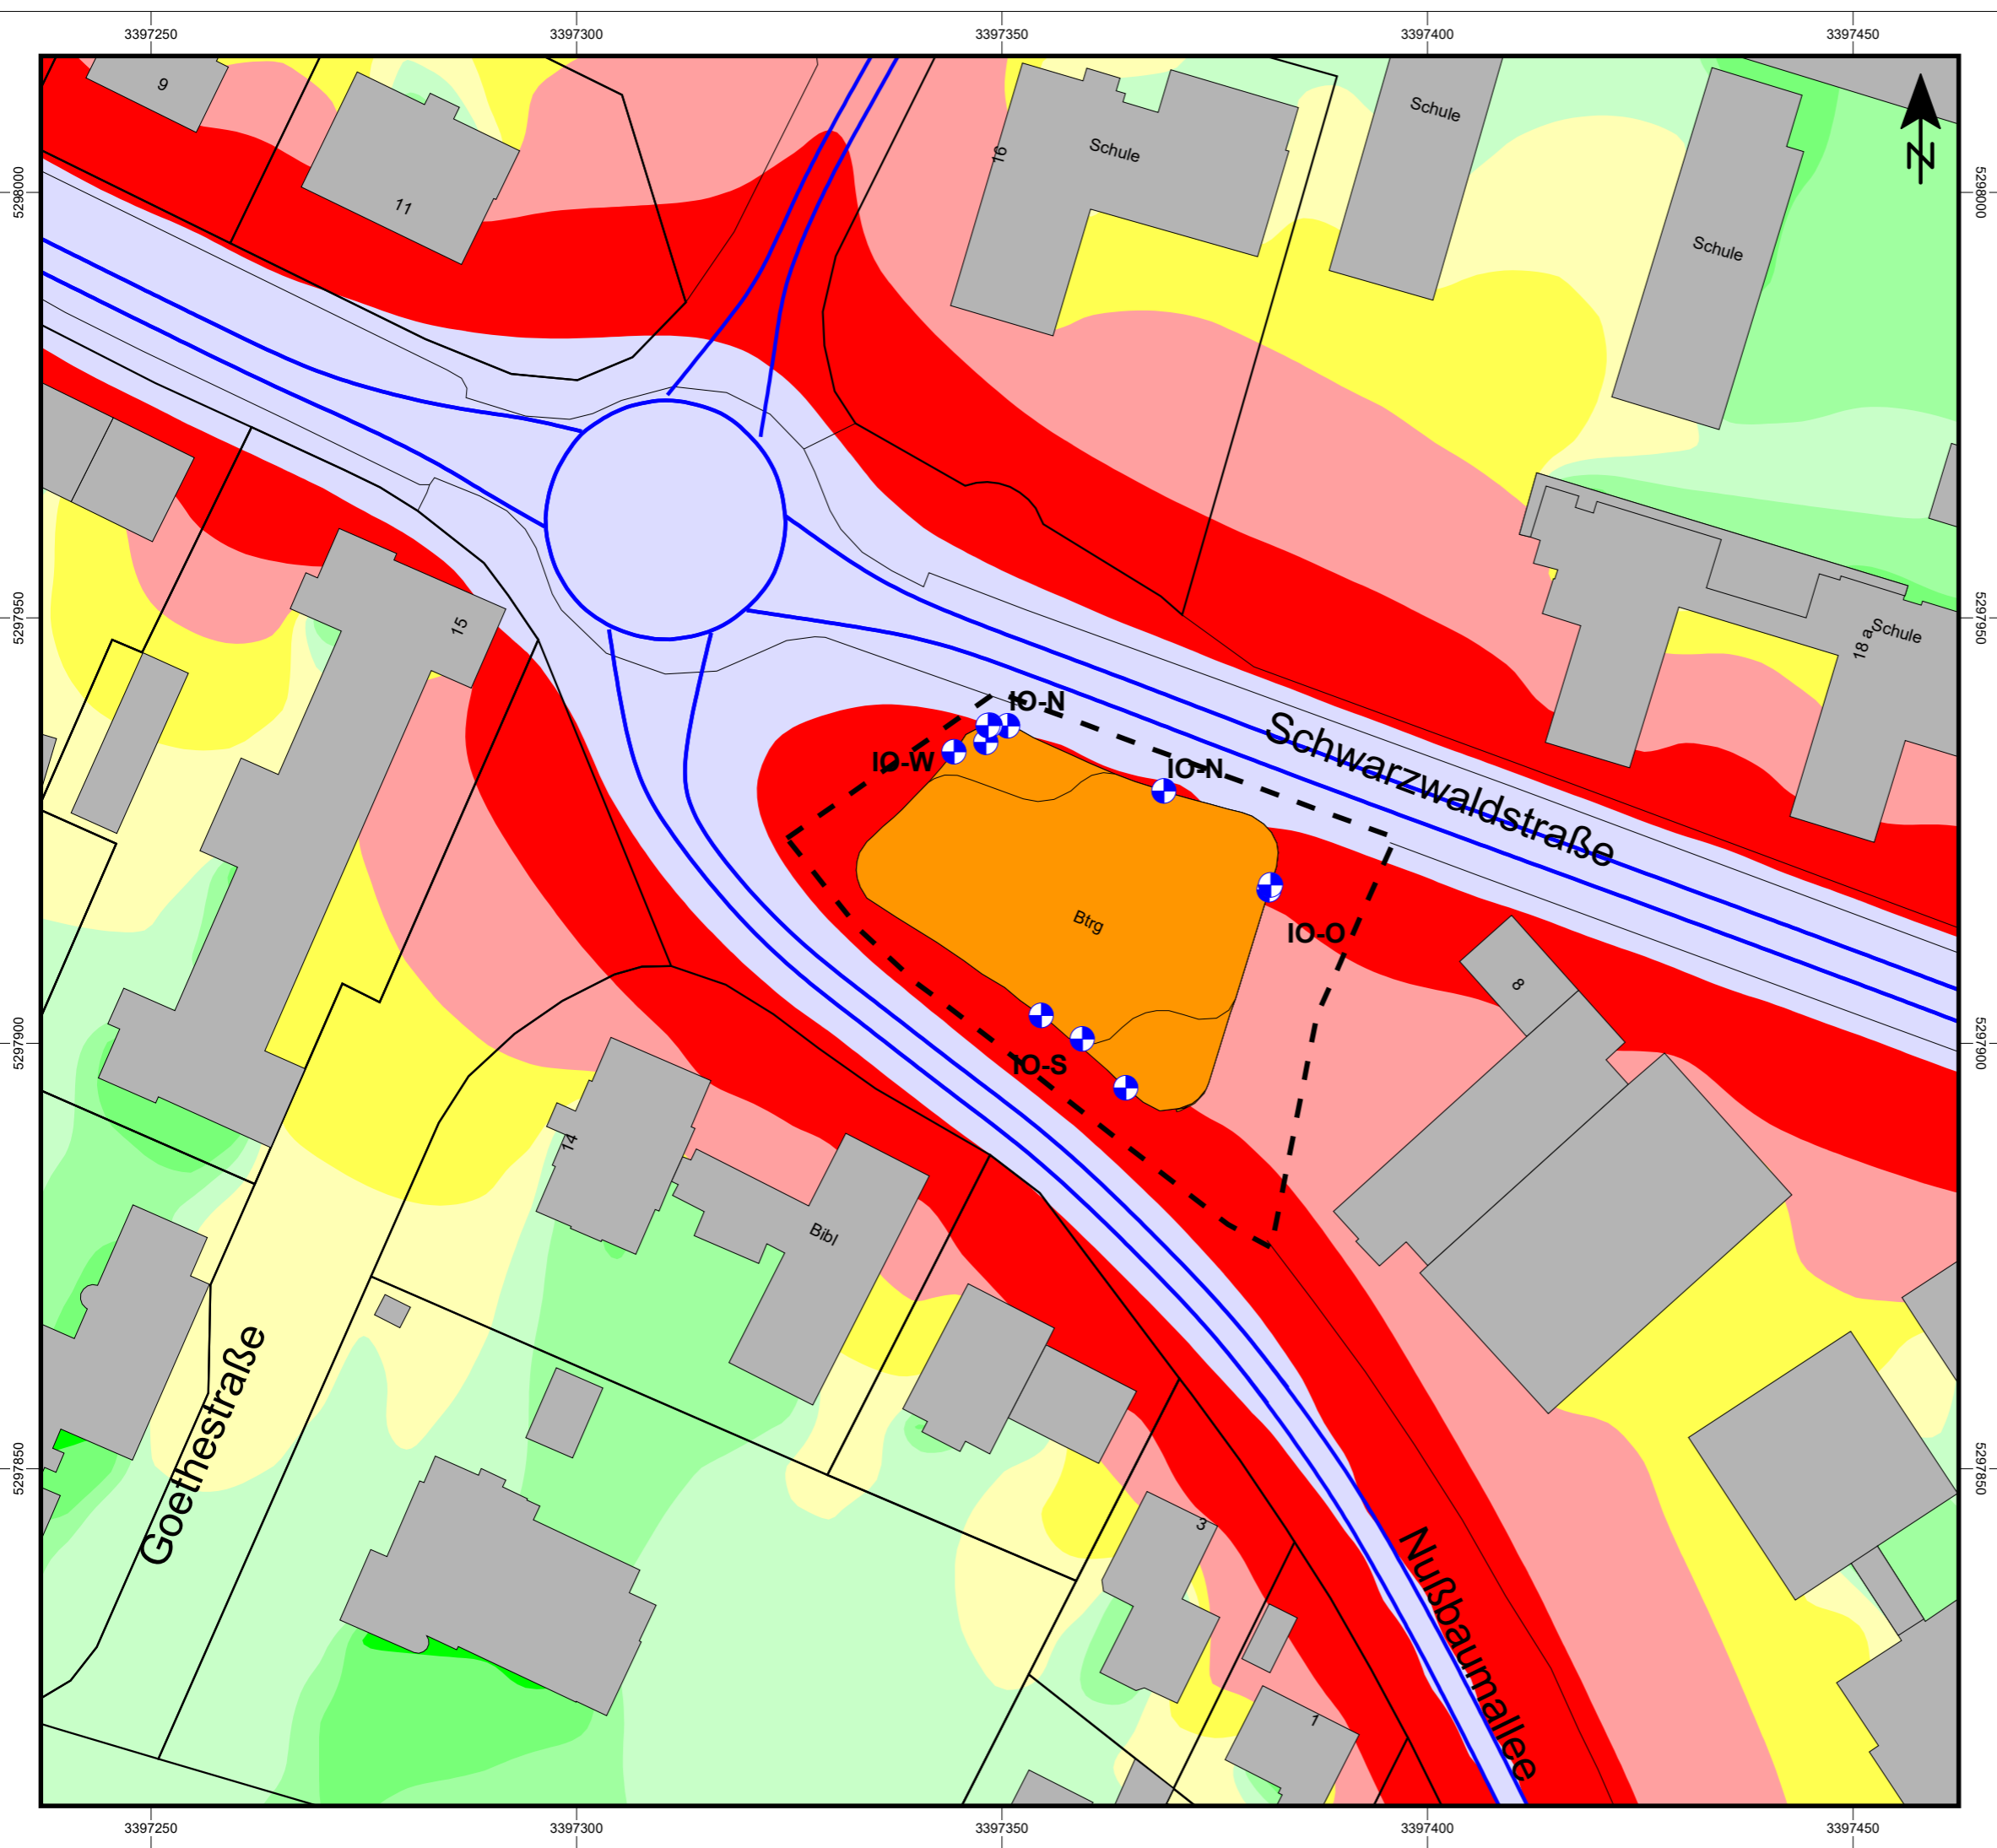 3397250 3397300 3397350 3397400 3397450
9
Schule
16
Schule
N
11
Schule
5298000
5298000
15
5297950
5297950
Schule
18 a
IO-N
IO-W
IO-N
Schwarzwaldstraße
Btrg
IO-O
8
5297900
5297900
IO-S
14
Bibl
Goethestraße
5297850
5297850
3
Nußbaumallee
1
3397250 3397300 3397350 3397400 3397450